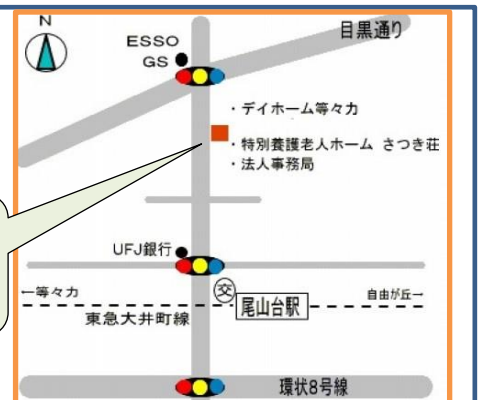 N
目黒通り
ESSO
GS
・デイホーム等々力
・特別養護老人ホーム さつき荘
・法人事務局
UFJ銀行
交
←等々力
自由が丘→
尾山台駅
東急大井町線
環状8号線